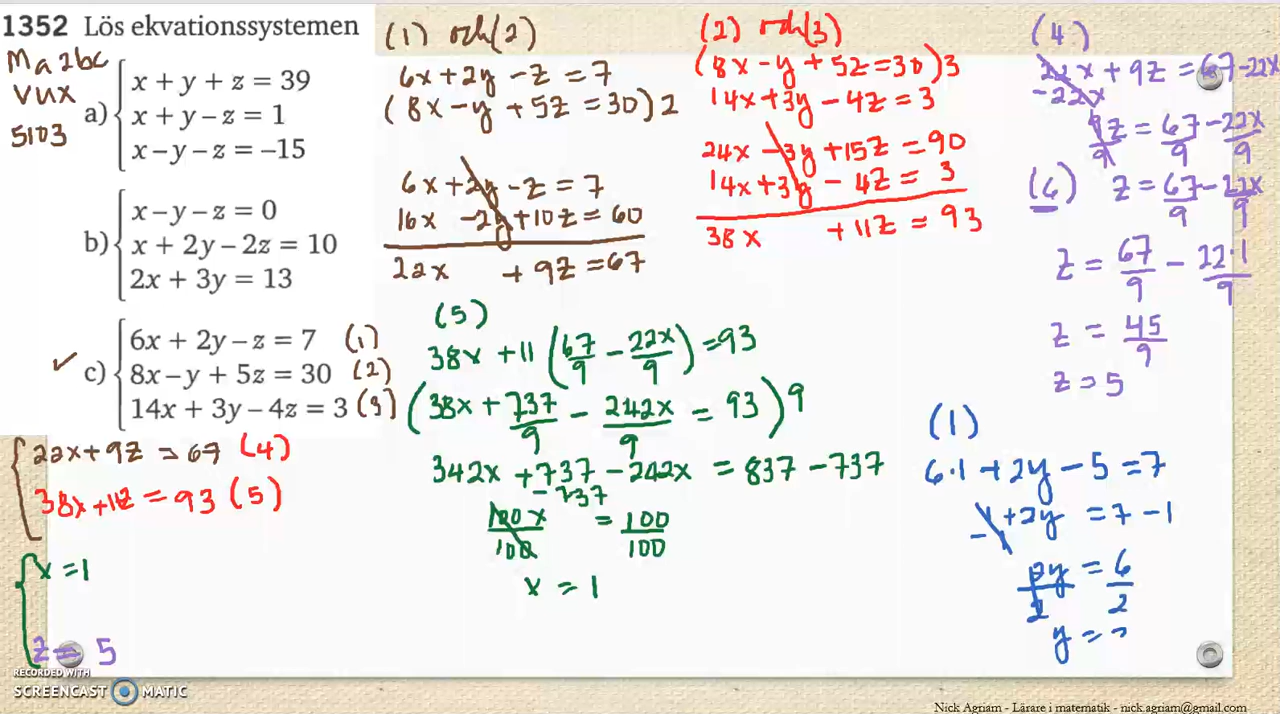 1352 Lös ekvationssystemen
Ma2bc
vux
5103
a)
x + y + z = 39
x + y – z = 1
x – y – z = –15
b)
x – y – z = 0
x + 2y – 2z = 10
2x + 3y = 13
✓ c)
6x + 2y – z = 7 (1)
8x – y + 5z = 30 (2)
14x + 3y – 4z = 3 (3)
22x + 9z = 67 (4)
38x + 11z = 93 (5)
x = 1
z = 5
(1) och (2)
6x + 2y - z = 7
(8x - y + 5z = 30) 2
6x + 2y - z = 7
16x - 2y + 10z = 60
22x + 9z = 67
(2) och (3)
(8x - y + 5z = 30) 3
14x + 3y - 4z = 3
24x - 3y + 15z = 90
14x + 3y - 4z = 3
38x + 11z = 93
(5)
38x + 11 (67/9 - 22x/9) = 93
(38x + 737/9 - 242x/9 = 93) 9
342x + 737 - 242x = 837 - 737
- 737
100x/100 = 100/100
x = 1
(4)
22x + 9z = 67 - 22x
- 22x
9z/9 = 67/9 - 22x/9
(6) z = 67/9 - 22x/9
z = 67/9 - 22·1/9
z = 45/9
z = 5
(1)
6·1 + 2y - 5 = 7
1 + 2y = 7 - 1
- 1
2y/2 = 6/2
y =
RECORDED WITH
SCREENCAST MATIC
Nick Agriam - Lärare i matematik - nick.agriam@gmail.com